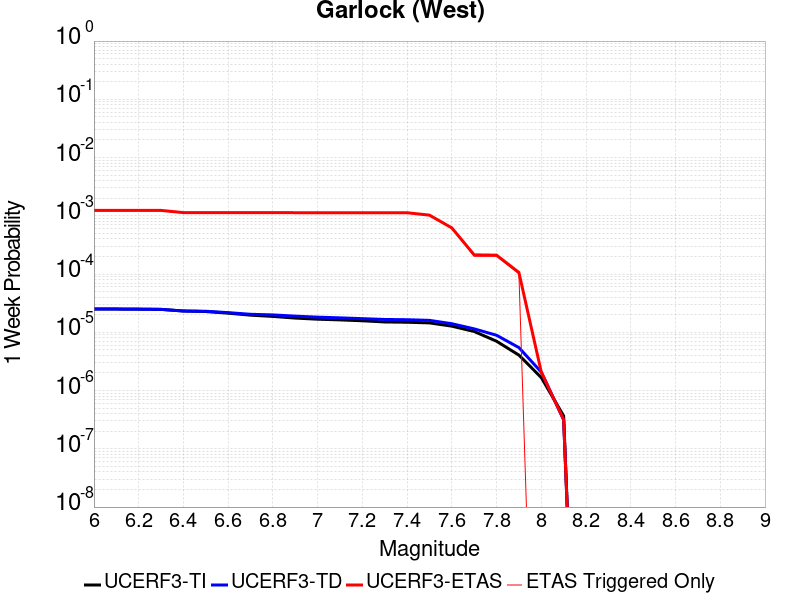 Garlock (West)
10^0
10^-1
10^-2
10^-3
10^-4
10^-5
10^-6
10^-7
10^-8
1 Week Probability
6 6.2 6.4 6.6 6.8 7 7.2 7.4 7.6 7.8 8 8.2 8.4 8.6 8.8 9
Magnitude
UCERF3-TI UCERF3-TD UCERF3-ETAS ETAS Triggered Only